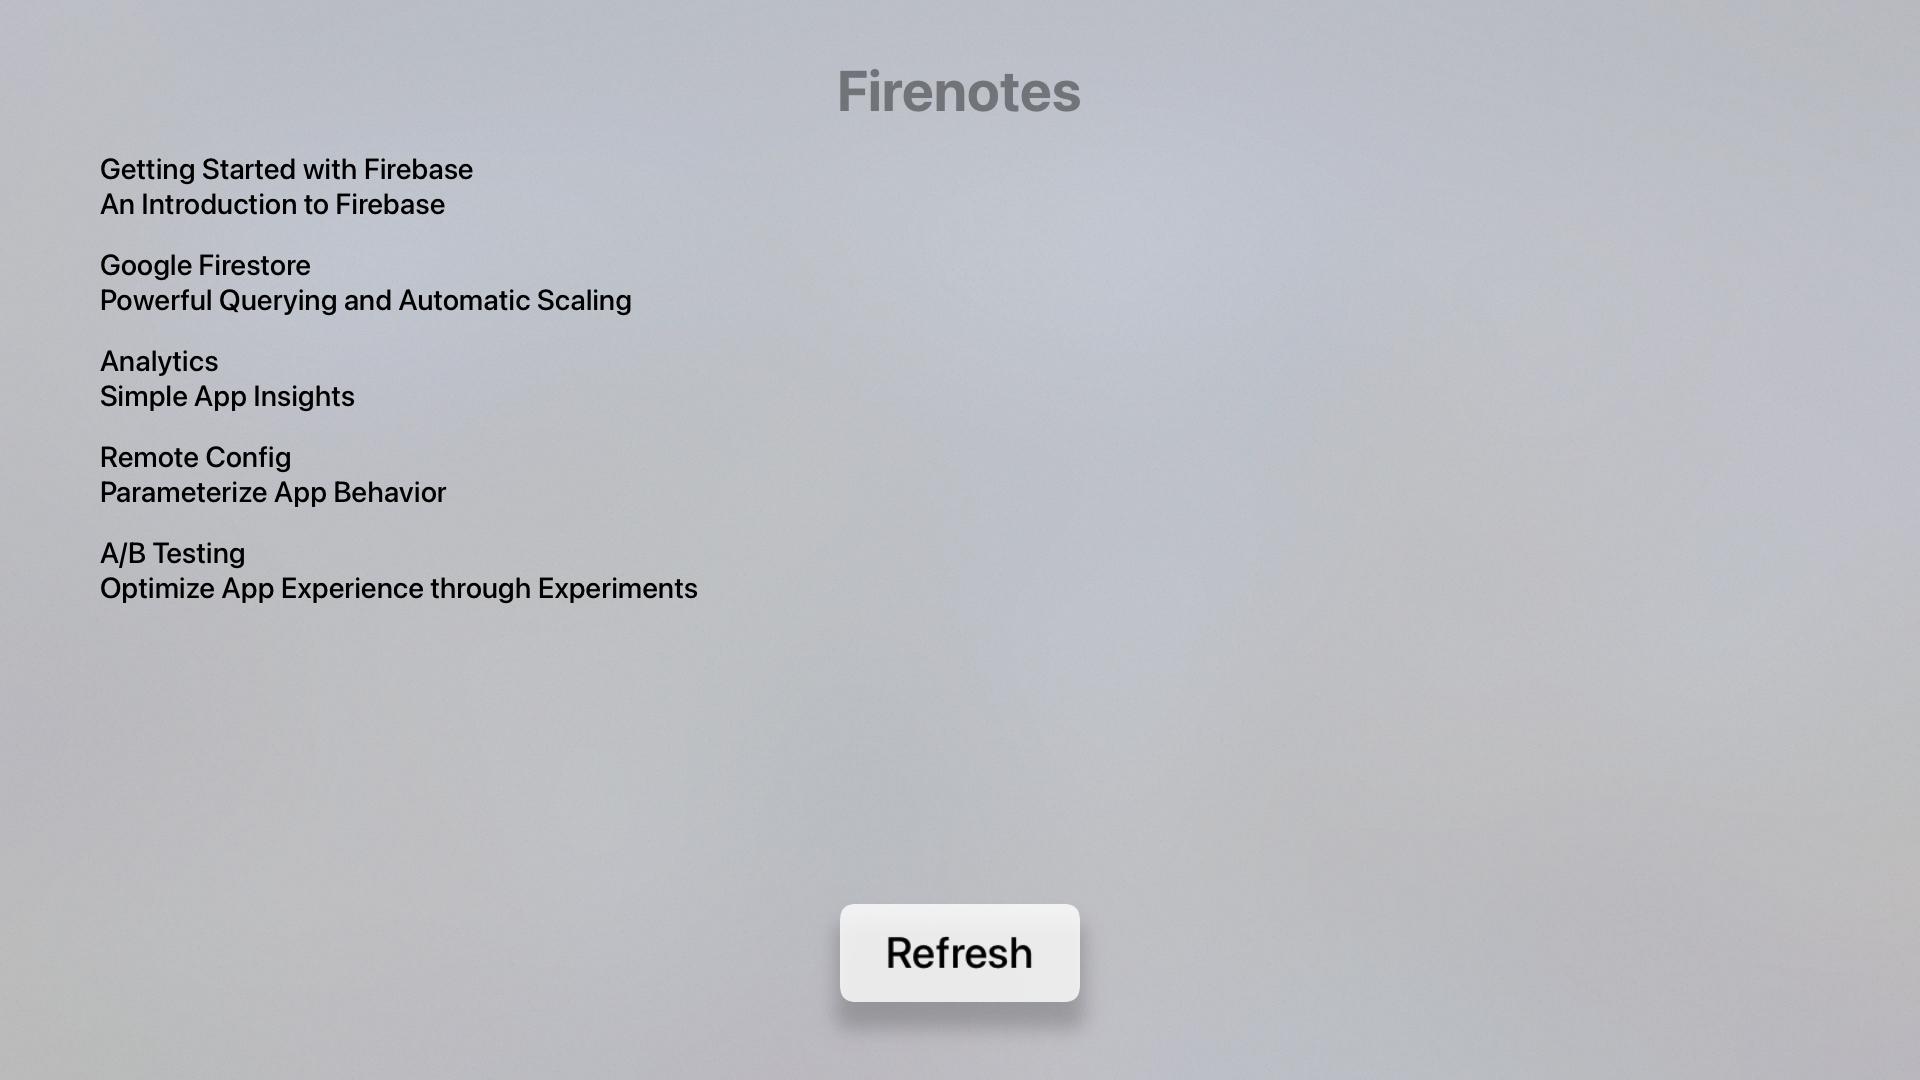 Firenotes
Getting Started with Firebase
An Introduction to Firebase
Google Firestore
Powerful Querying and Automatic Scaling
Analytics
Simple App Insights
Remote Config
Parameterize App Behavior
A/B Testing
Optimize App Experience through Experiments
Refresh